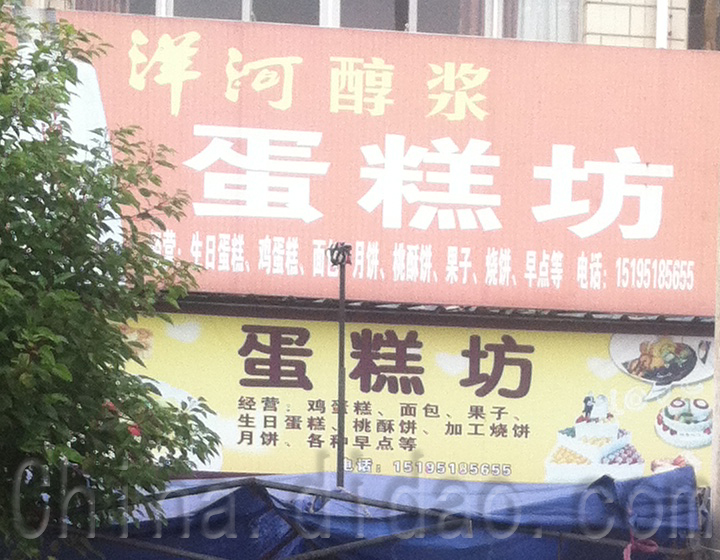 洋河醇浆
蛋糕坊
营：生日蛋糕、鸡蛋糕、面包、月饼、桃酥饼、果子、烧饼、早点等 电话：15195185655
蛋糕坊
经营：鸡蛋糕、面包、果子、
生日蛋糕、桃酥饼、加工烧饼
月饼、各种早点等
电话：15195185655
China.didao.com